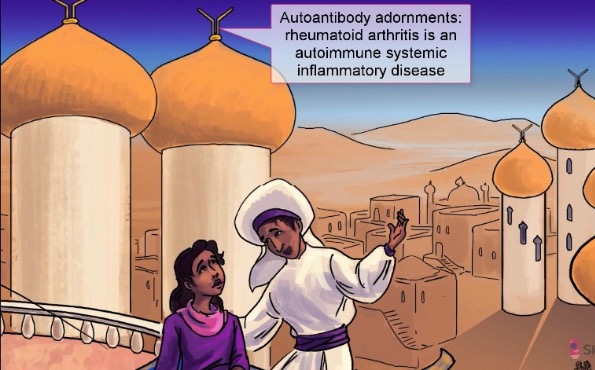 Autoantibody adornments:
rheumatoid arthritis is an
autoimmune systemic
inflammatory disease